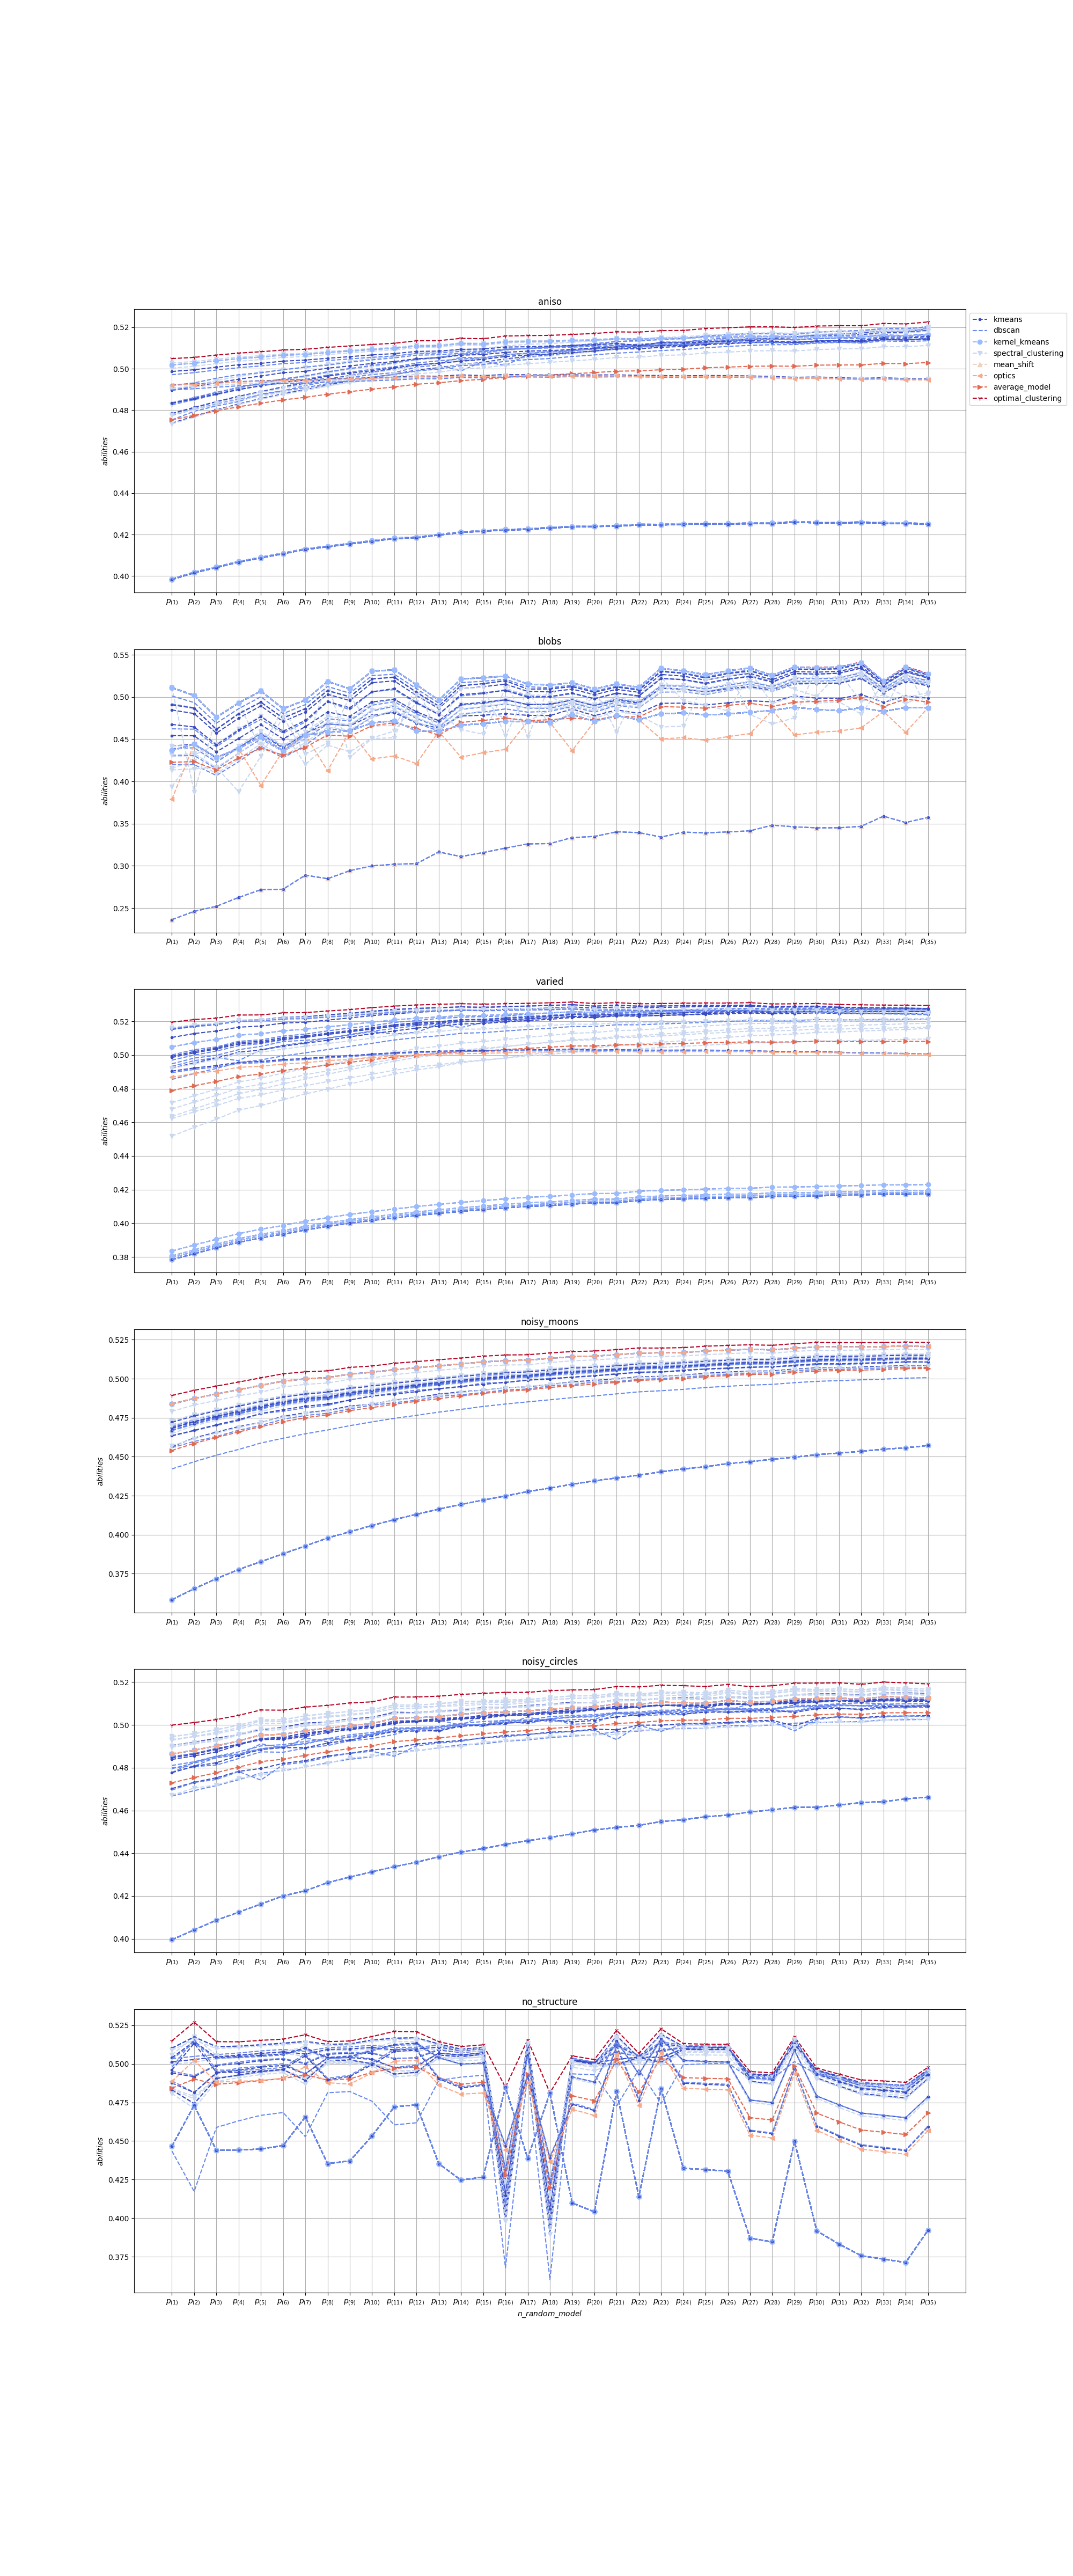 aniso
0.52
0.50
0.48
0.46
0.44
0.42
0.40
abilities
p(1) p(2) p(3) p(4) p(5) p(6) p(7) p(8) p(9) p(10) p(11) p(12) p(13) p(14) p(15) p(16) p(17) p(18) p(19) p(20) p(21) p(22) p(23) p(24) p(25) p(26) p(27) p(28) p(29) p(30) p(31) p(32) p(33) p(34) p(35)
kmeans
dbscan
kernel_kmeans
spectral_clustering
mean_shift
optics
average_model
optimal_clustering
blobs
0.55
0.50
0.45
0.40
0.35
0.30
0.25
abilities
p(1) p(2) p(3) p(4) p(5) p(6) p(7) p(8) p(9) p(10) p(11) p(12) p(13) p(14) p(15) p(16) p(17) p(18) p(19) p(20) p(21) p(22) p(23) p(24) p(25) p(26) p(27) p(28) p(29) p(30) p(31) p(32) p(33) p(34) p(35)
varied
0.52
0.50
0.48
0.46
0.44
0.42
0.40
0.38
abilities
p(1) p(2) p(3) p(4) p(5) p(6) p(7) p(8) p(9) p(10) p(11) p(12) p(13) p(14) p(15) p(16) p(17) p(18) p(19) p(20) p(21) p(22) p(23) p(24) p(25) p(26) p(27) p(28) p(29) p(30) p(31) p(32) p(33) p(34) p(35)
noisy_moons
0.525
0.500
0.475
0.450
0.425
0.400
0.375
abilities
p(1) p(2) p(3) p(4) p(5) p(6) p(7) p(8) p(9) p(10) p(11) p(12) p(13) p(14) p(15) p(16) p(17) p(18) p(19) p(20) p(21) p(22) p(23) p(24) p(25) p(26) p(27) p(28) p(29) p(30) p(31) p(32) p(33) p(34) p(35)
noisy_circles
0.52
0.50
0.48
0.46
0.44
0.42
0.40
abilities
p(1) p(2) p(3) p(4) p(5) p(6) p(7) p(8) p(9) p(10) p(11) p(12) p(13) p(14) p(15) p(16) p(17) p(18) p(19) p(20) p(21) p(22) p(23) p(24) p(25) p(26) p(27) p(28) p(29) p(30) p(31) p(32) p(33) p(34) p(35)
no_structure
0.525
0.500
0.475
0.450
0.425
0.400
0.375
abilities
p(1) p(2) p(3) p(4) p(5) p(6) p(7) p(8) p(9) p(10) p(11) p(12) p(13) p(14) p(15) p(16) p(17) p(18) p(19) p(20) p(21) p(22) p(23) p(24) p(25) p(26) p(27) p(28) p(29) p(30) p(31) p(32) p(33) p(34) p(35)
n_random_model